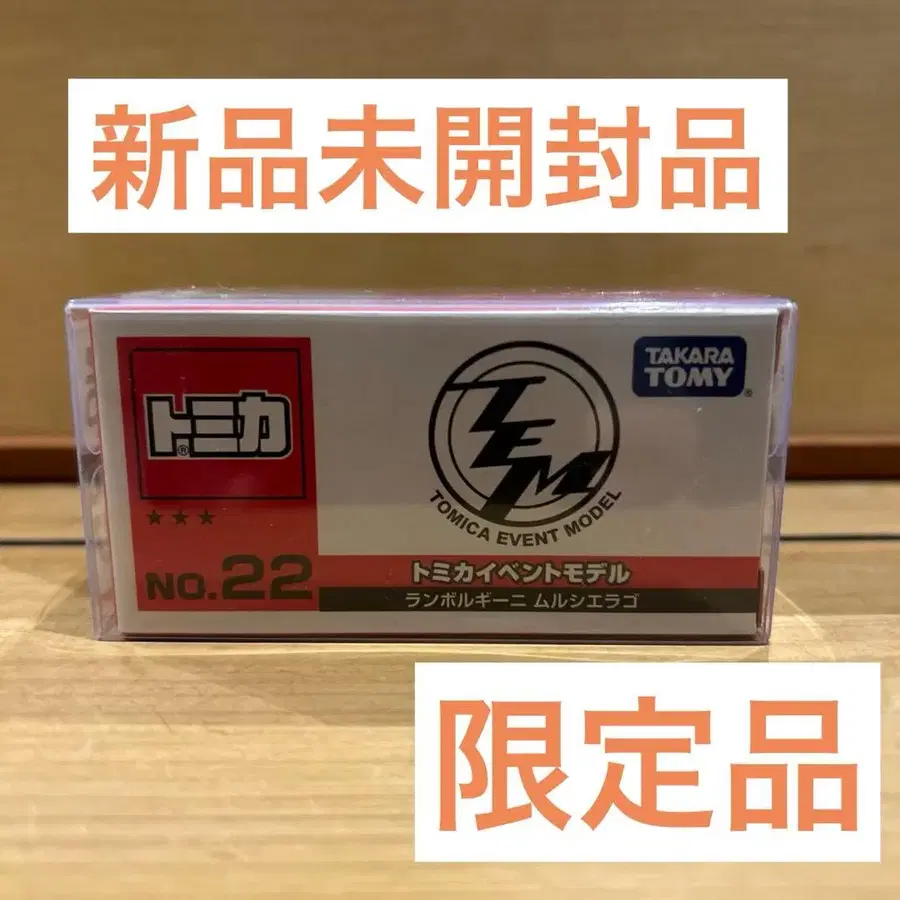 新品未開封品
トミカ
TEM
TOMICA EVENT MODEL
TAKARA
TOMY
NO.22
トミカイベントモデル
ランボルギーニ ムルシエラゴ
限定品